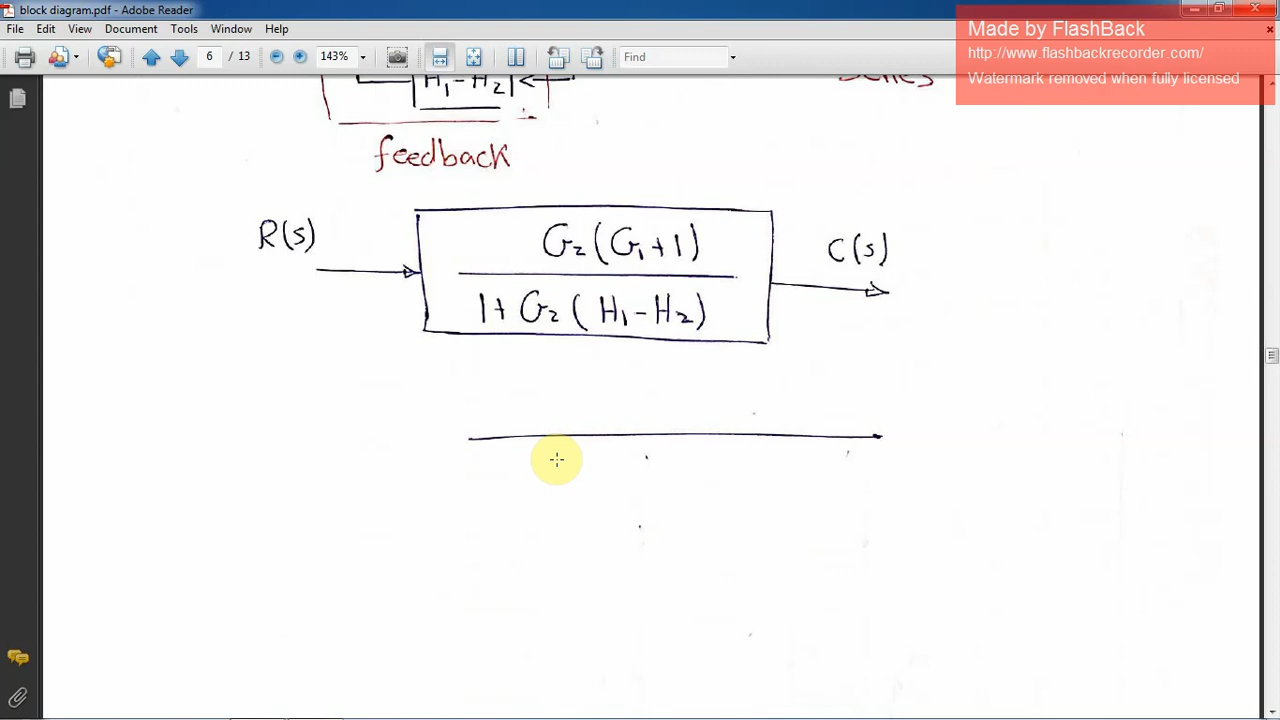 block diagram.pdf - Adobe Reader
File Edit View Document Tools Window Help
6 / 13 143% Find
Made by FlashBack
http://www.flashbackrecorder.com/
Watermark removed when fully licensed
H₁-H₂
feedback
R(s)
G₂(G₁+1)
1+G₂(H₁-H₂)
C(s)